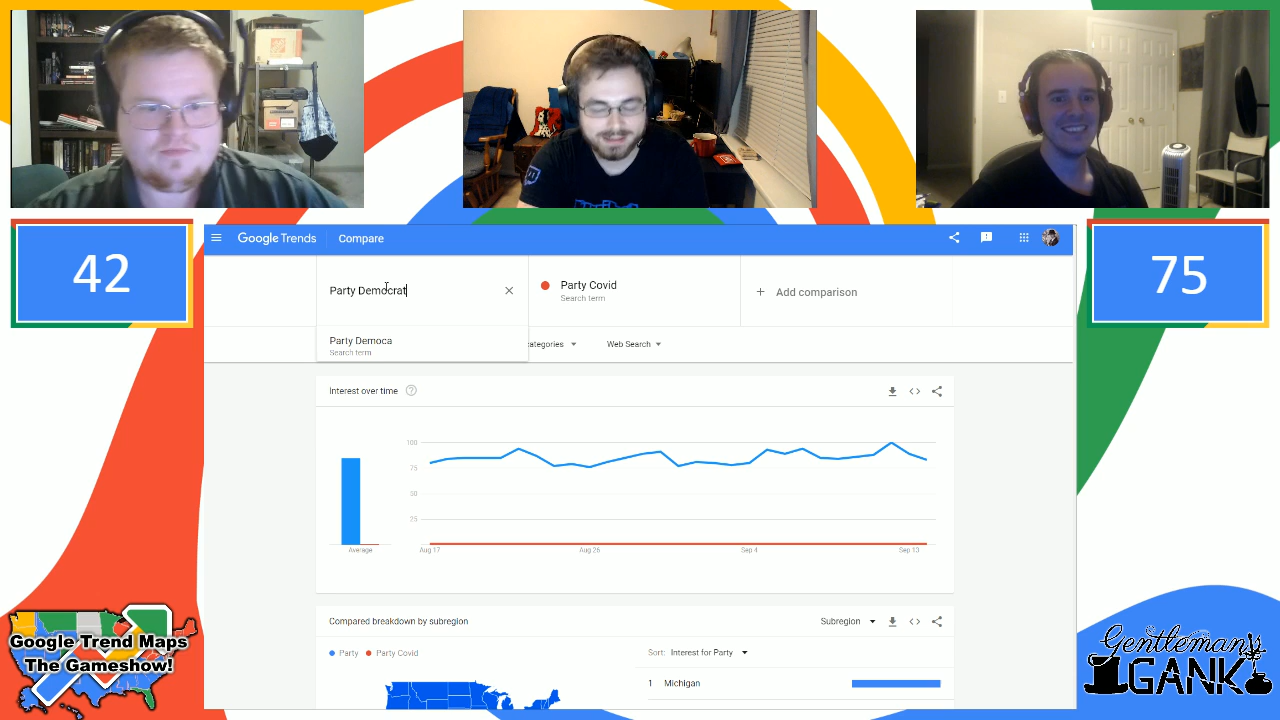 42
75
Google Trends
Compare
Party Democrat
Party Democa
Search term
Party Covid
Search term
+ Add comparison
categories
Web Search
Interest over time
?
100
75
50
25
Average
Aug 17
Aug 26
Sep 4
Sep 13
Compared breakdown by subregion
Subregion
Party
Party Covid
Sort: Interest for Party
1 Michigan
Google Trend Maps
The Gameshow!
Gentleman's
GANK